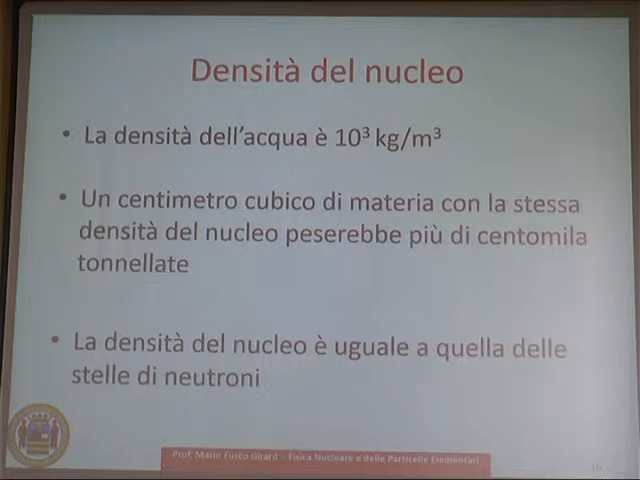 Densità del nucleo
• La densità dell'acqua è 10³ kg/m³
• Un centimetro cubico di materia con la stessa
densità del nucleo peserebbe più di centomila
tonnellate
• La densità del nucleo è uguale a quella delle
stelle di neutroni
Prof. Mario Fusco Girard – Fisica Nucleare e delle Particelle Elementari